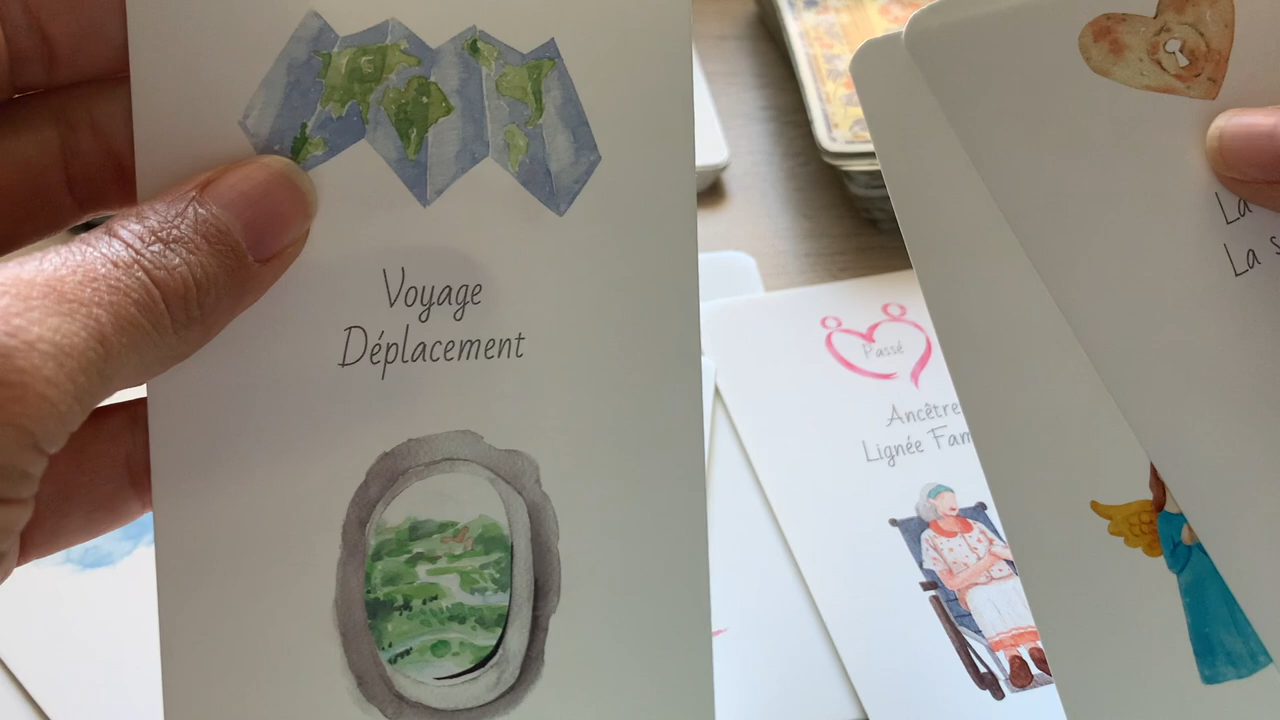 Voyage
Déplacement
Passé
Ancêtre
Lignée Fam
La
La s